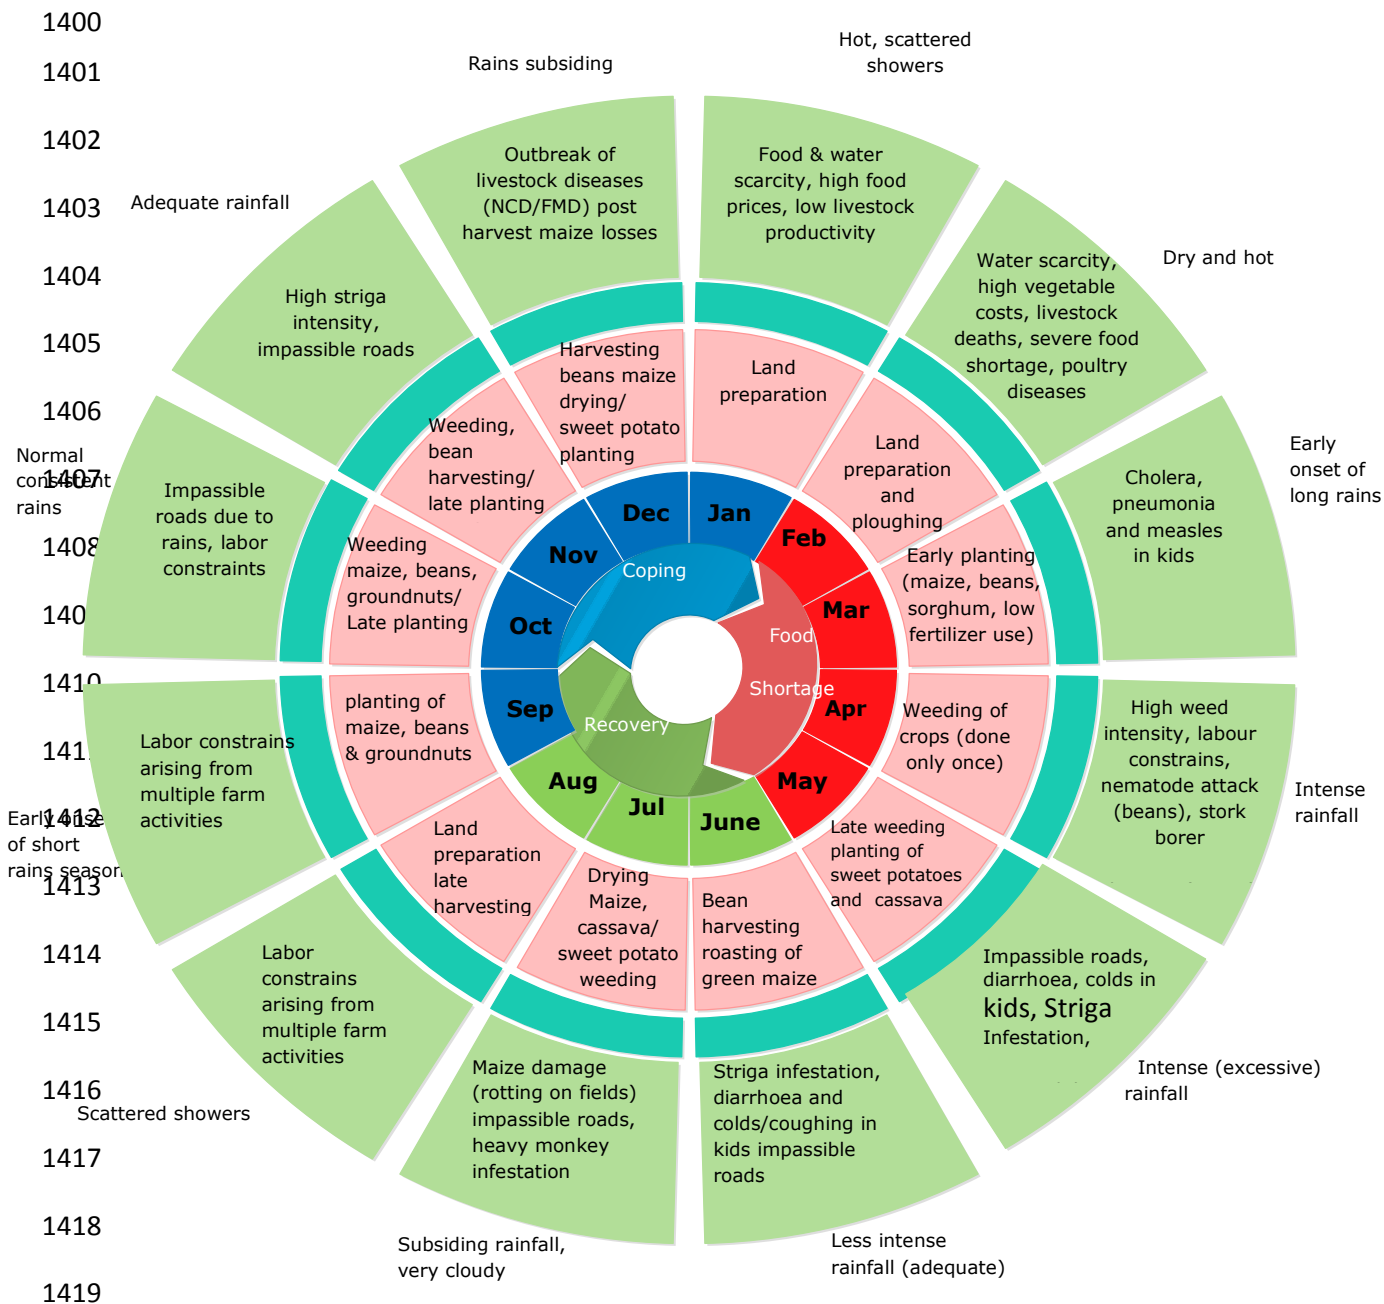 1400
1401
1402
1403
1404
1405
1406
1407
1408
140
1410
141
1412
1413
1414
1415
1416
1417
1418
1419
Hot, scattered
showers
Dry and hot
Early
onset of
long rains
Intense
rainfall
Intense (excessive)
rainfall
Less intense
rainfall (adequate)
Subsiding rainfall,
very cloudy
Scattered showers
Early onse
of short
rains season
Normal
consistent
rains
Adequate rainfall
Rains subsiding
Food & water
scarcity, high food
prices, low livestock
productivity
Water scarcity,
high vegetable
costs, livestock
deaths, severe food
shortage, poultry
diseases
Cholera,
pneumonia
and measles
in kids
High weed
intensity, labour
constrains,
nematode attack
(beans), stork
borer
Impassible roads,
diarrhoea, colds in
kids, Striga
Infestation,
Striga infestation,
diarrhoea and
colds/coughing in
kids impassible
roads
Maize damage
(rotting on fields)
impassible roads,
heavy monkey
infestation
Labor
constrains
arising from
multiple farm
activities
Labor constrains
arising from
multiple farm
activities
Impassible
roads due to
rains, labor
constraints
High striga
intensity,
impassible roads
Outbreak of
livestock diseases
(NCD/FMD) post
harvest maize losses
Land
preparation
Land
preparation
and
ploughing
Early planting
(maize, beans,
sorghum, low
fertilizer use)
Weeding of
crops (done
only once)
Late weeding
planting of
sweet potatoes
and cassava
Bean
harvesting
roasting of
green maize
Drying
Maize,
cassava/
sweet potato
weeding
Land
preparation
late
harvesting
planting of
maize, beans
& groundnuts
Weeding
maize, beans,
groundnuts/
Late planting
Weeding,
bean
harvesting/
late planting
Harvesting
beans maize
drying/
sweet potato
planting
Jan
Feb
Mar
Apr
May
June
Jul
Aug
Sep
Oct
Nov
Dec
Coping
Food
Shortage
Recovery